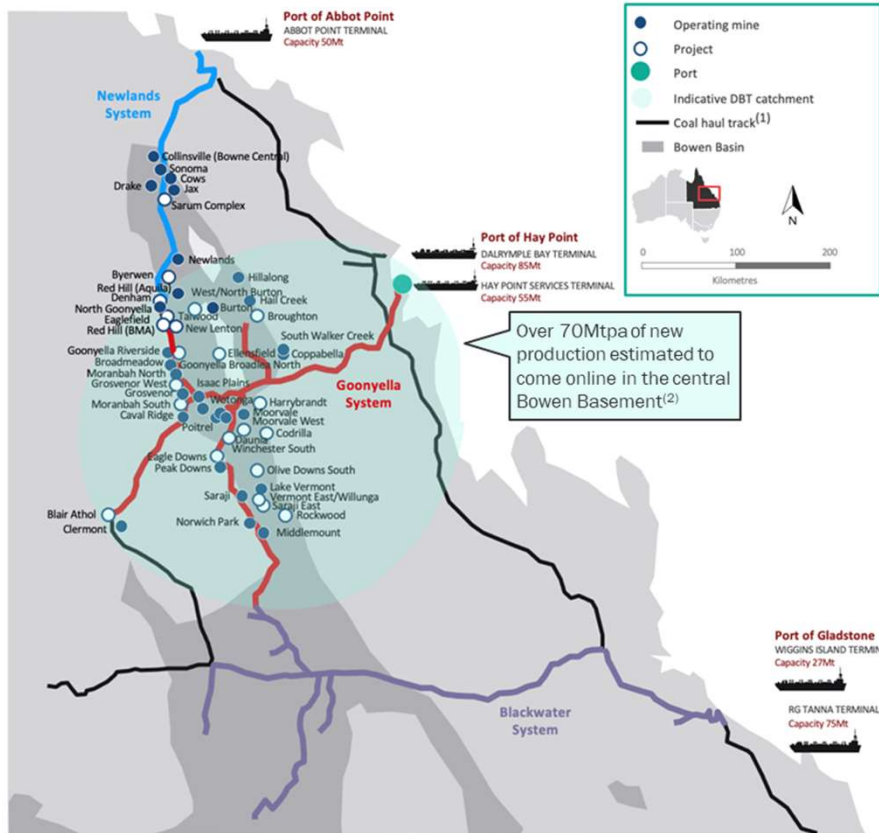 Port of Abbot Point
ABBOT POINT TERMINAL
Capacity 50Mt
Newlands
System
Collinsville (Bowne Central)
Sonoma
Cows
Drake
Jax
Sarum Complex
Operating mine
Project
Port
Indicative DBT catchment
Coal haul track(1)
Bowen Basin
N
0 100 200
Kilometres
Port of Hay Point
DALRYMPLE BAY TERMINAL
Capacity 85Mt
HAY POINT SERVICES TERMINAL
Capacity 55Mt
Newlands
Byerwen
Hillalong
Red Hill (Aquila)
West/North Burton
Denham
Hail Creek
North Goonyella
Burton
Talwood
Broughton
Eaglefield
Red Hill (BMA)
New Lenton
South Walker Creek
Goonyella Riverside
Ellensfield
Coppabella
Broadmeadow
Goonyella Broadlea North
Moranbah North
Grosvenor West
Isaac Plains
Goonyella
System
Grosvenor
Wotonga
Moranbah South
Harrybrandt
Caval Ridge
Moorvale
Poitrel
Moorvale West
Daunia
Codrilla
Winchester South
Eagle Downs
Peak Downs
Olive Downs South
Lake Vermont
Saraji
Vermont East/Willunga
Saraji East
Blair Athol
Rockwood
Clermont
Norwich Park
Middlemount
Over 70Mtpa of new
production estimated to
come online in the central
Bowen Basement(2)
Blackwater
System
Port of Gladstone
WIGGINS ISLAND TERMIN
Capacity 27Mt
RG TANNA TERMINAL
Capacity 75Mt